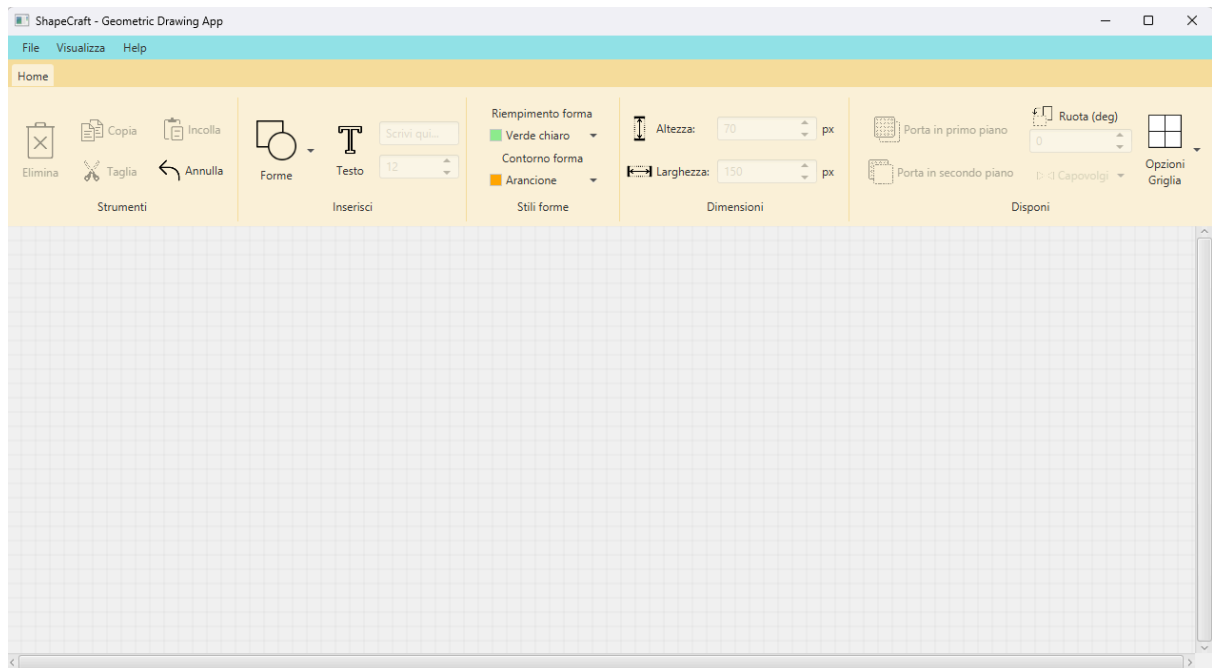 ShapeCraft - Geometric Drawing App
File Visualizza Help
Home
Elimina
Copia
Incolla
Taglia
Annulla
Strumenti
Forme
Testo
Scrivi qui...
12
Inserisci
Riempimento forma
Verde chiaro
Contorno forma
Arancione
Stili forme
Altezza: 70 px
Larghezza: 150 px
Dimensioni
Porta in primo piano
Porta in secondo piano
Ruota (deg)
0
Capovolgi
Opzioni
Griglia
Disponi